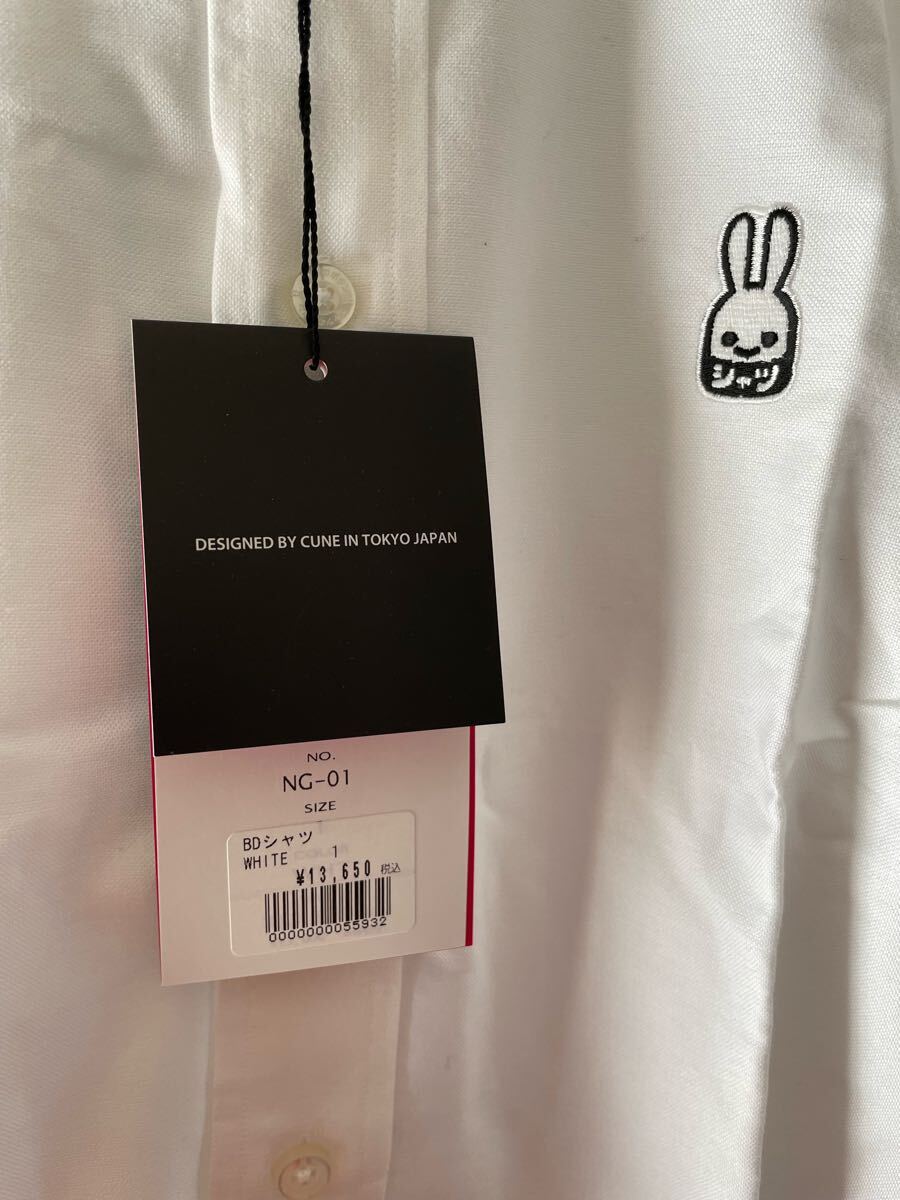 シャツ
DESIGNED BY CUNE IN TOKYO JAPAN
NO.
NG-01
SIZE
BDシャツ
WHITE 1
¥13,650 税込
0000000055932